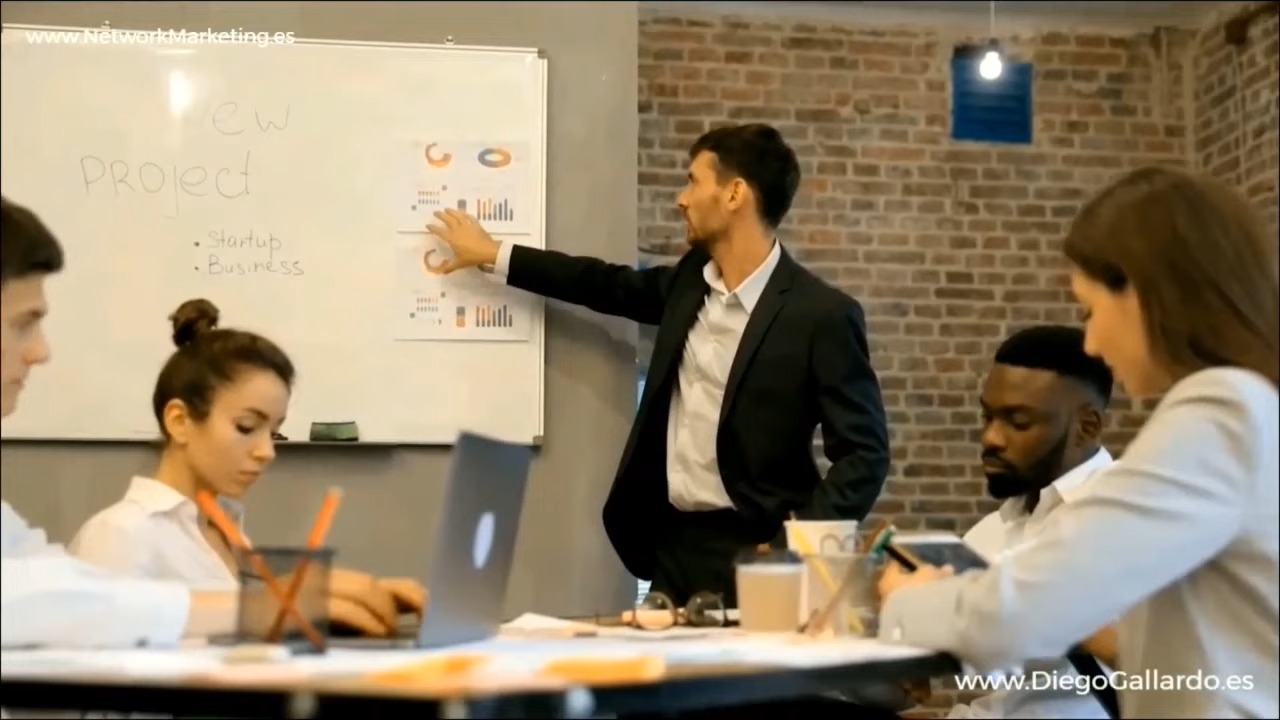 www.NetworkMarketing.es
ew
PROJect
• Startup
• Business
www.DiegoGallardo.es